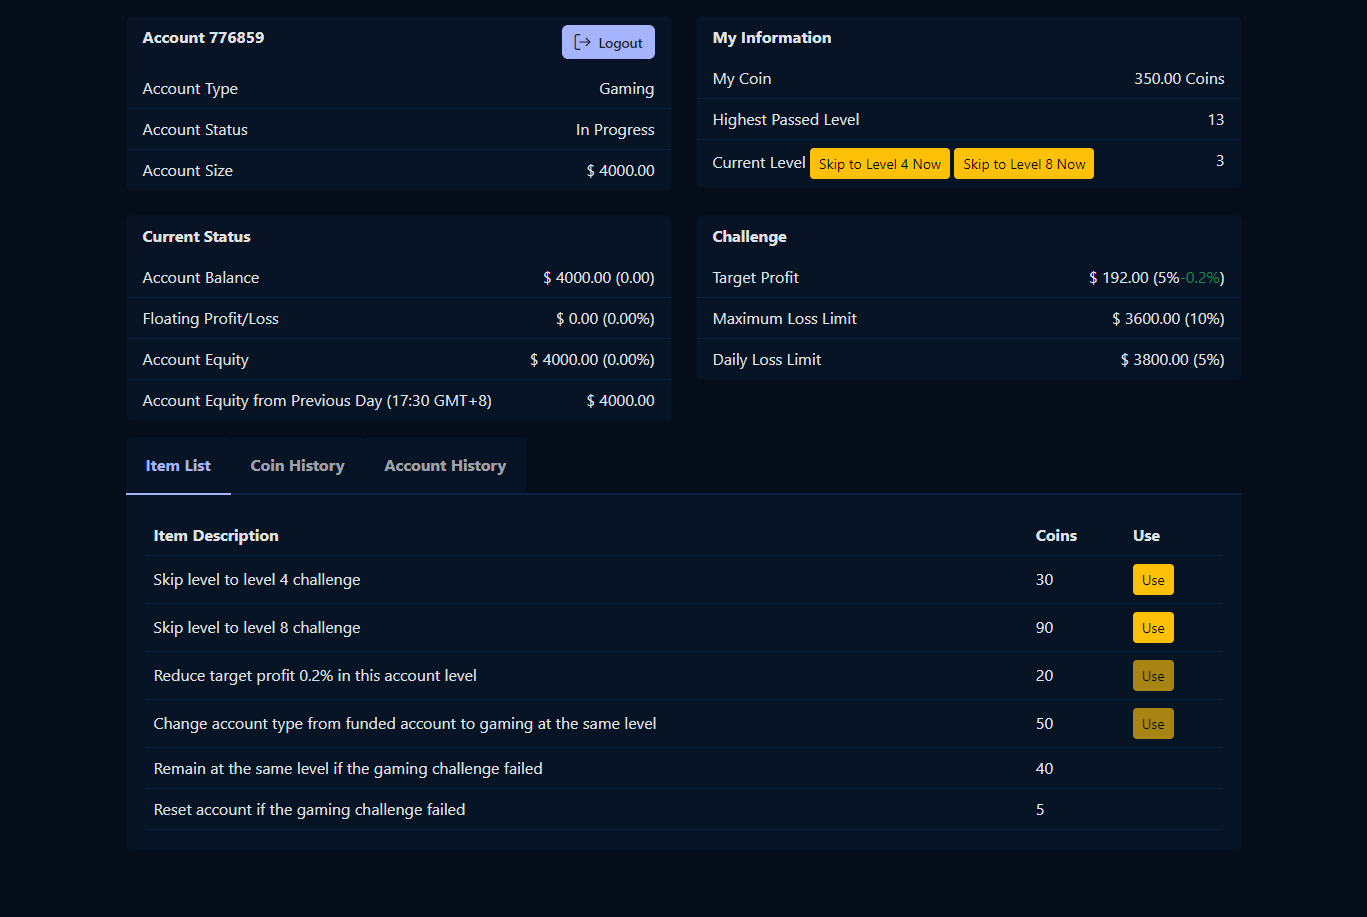 Account 776859
Logout
Account Type Gaming
Account Status In Progress
Account Size $ 4000.00
My Information
My Coin 350.00 Coins
Highest Passed Level 13
Current Level Skip to Level 4 Now Skip to Level 8 Now 3
Current Status
Account Balance $ 4000.00 (0.00)
Floating Profit/Loss $ 0.00 (0.00%)
Account Equity $ 4000.00 (0.00%)
Account Equity from Previous Day (17:30 GMT+8) $ 4000.00
Challenge
Target Profit $ 192.00 (5%-0.2%)
Maximum Loss Limit $ 3600.00 (10%)
Daily Loss Limit $ 3800.00 (5%)
Item List Coin History Account History
Item Description Coins Use
Skip level to level 4 challenge 30 Use
Skip level to level 8 challenge 90 Use
Reduce target profit 0.2% in this account level 20 Use
Change account type from funded account to gaming at the same level 50 Use
Remain at the same level if the gaming challenge failed 40
Reset account if the gaming challenge failed 5